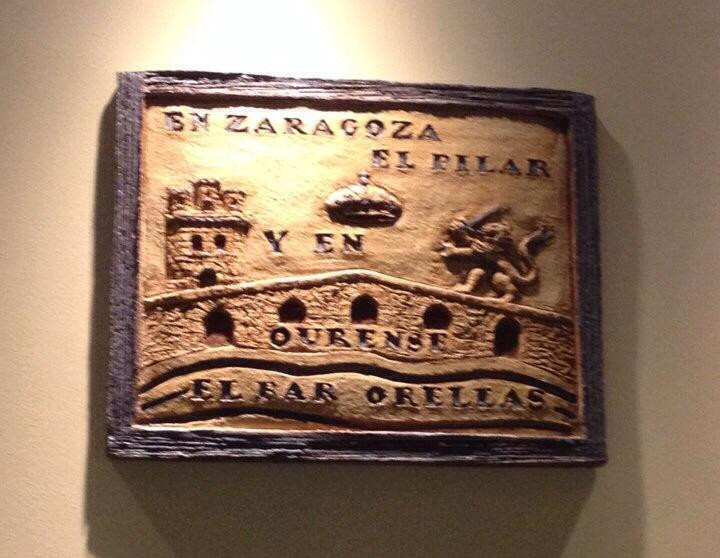 EN ZARAGOZA
EL PILAR
Y EN
OURENSE
EL BAR ORELLAS